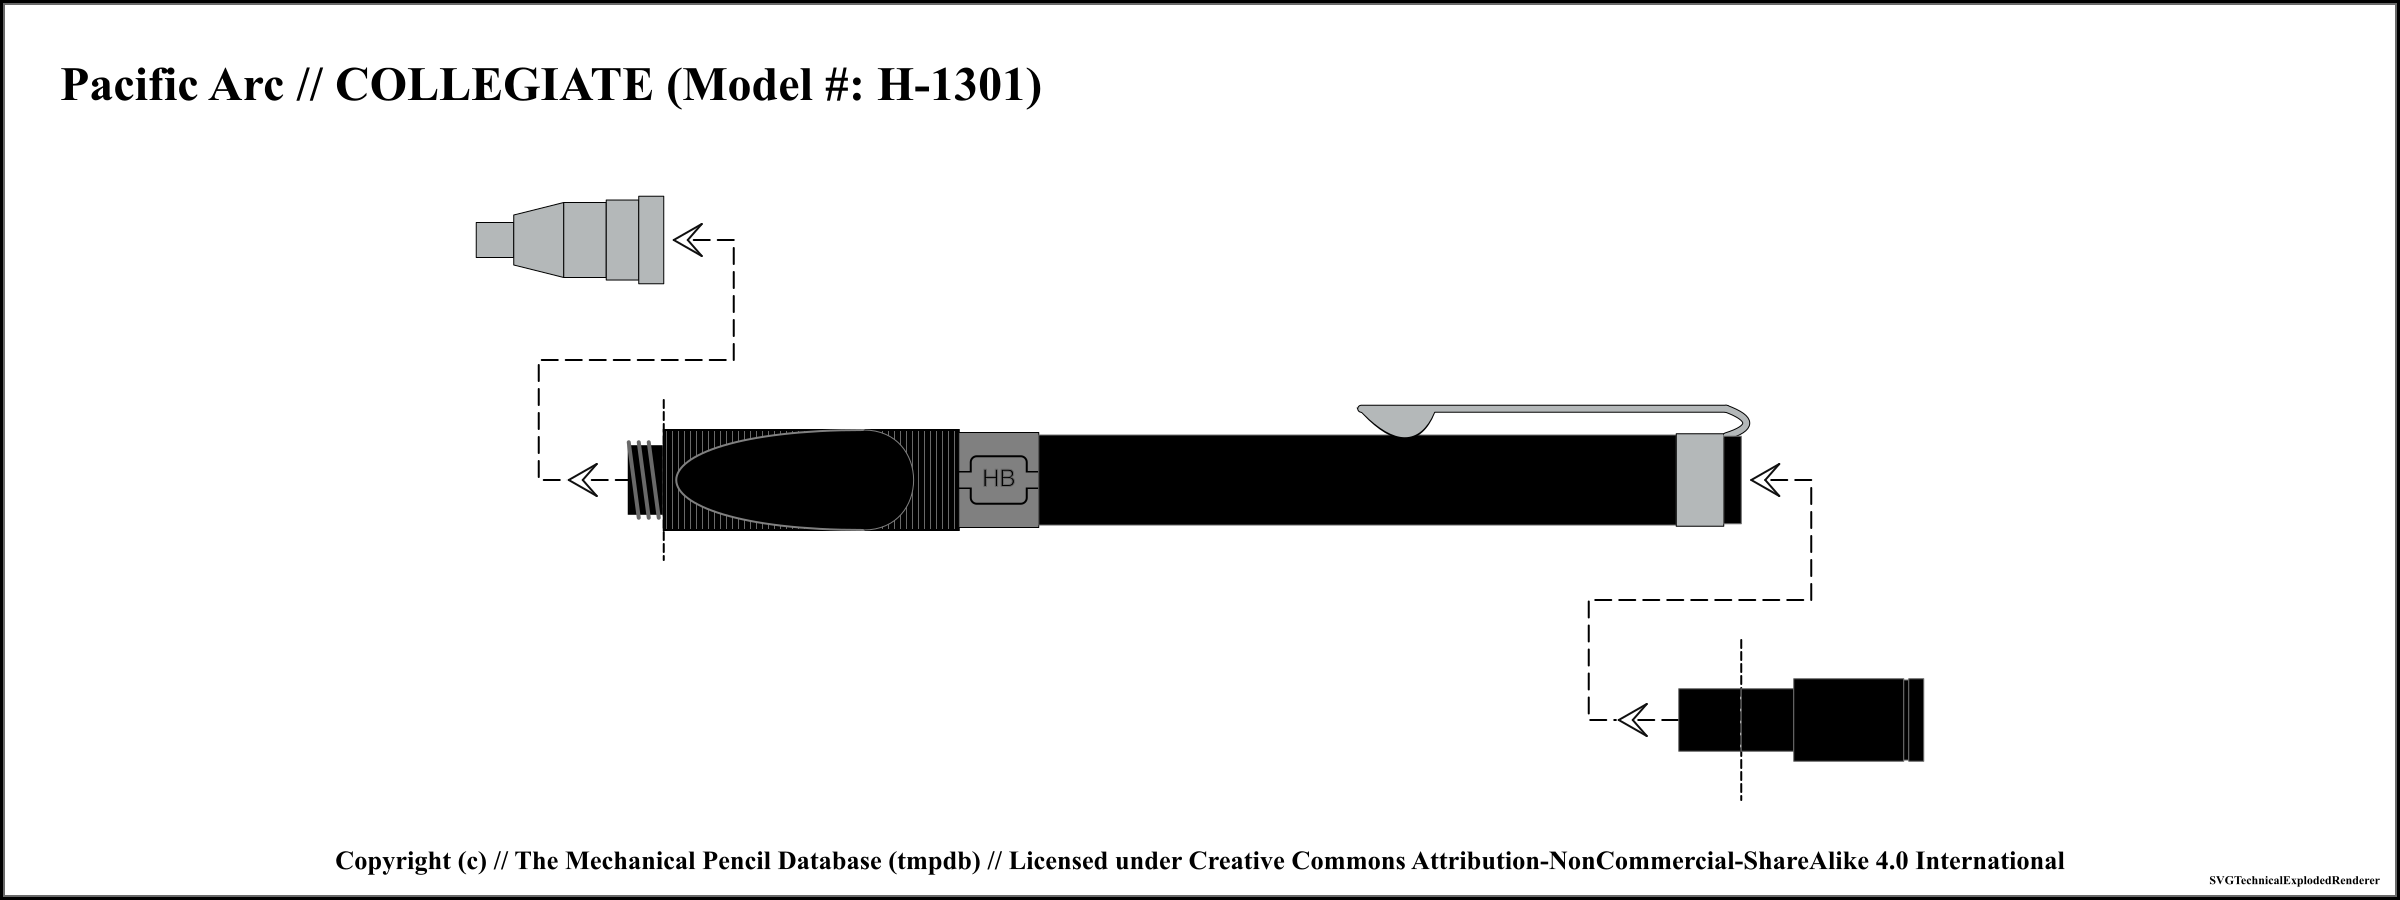 Pacific Arc // COLLEGIATE (Model #: H-1301)
HB
Copyright (c) // The Mechanical Pencil Database (tmpdb) // Licensed under Creative Commons Attribution-NonCommercial-ShareAlike 4.0 International
SVGTechnicalExplodedRenderer